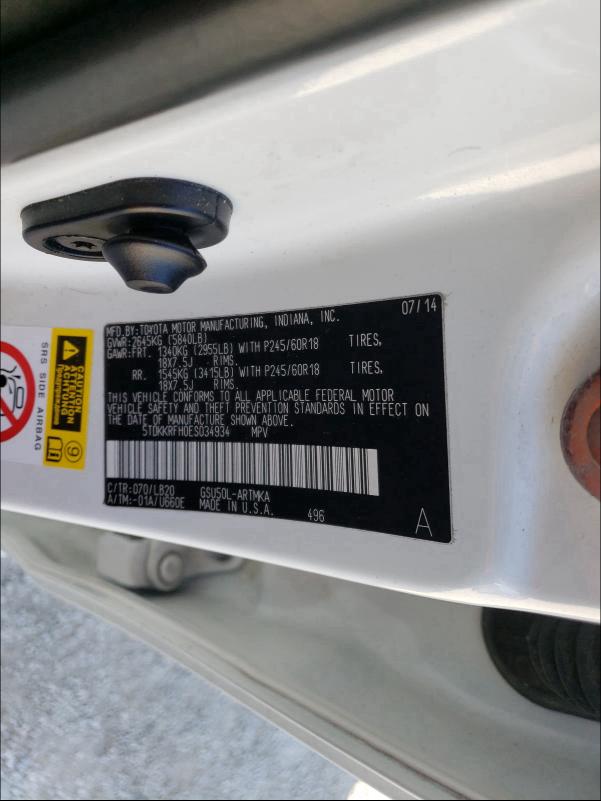 07/14
MFD.BY:TOYOTA MOTOR MANUFACTURING, INDIANA, INC.
GVWR:2645KG (5840LB)
GAWR:FRT. 1340KG (2955LB) WITH P245/60R18 TIRES,
18X7.5J RIMS.
RR. 1545KG (3415LB) WITH P245/60R18 TIRES,
18X7.5J RIMS.
THIS VEHICLE CONFORMS TO ALL APPLICABLE FEDERAL MOTOR
VEHICLE SAFETY AND THEFT PREVENTION STANDARDS IN EFFECT ON
THE DATE OF MANUFACTURE SHOWN ABOVE.
5TDKKRFH0ES034934 MPV
C/TR:070/LB20 GSU50L-ARTMKA
A/TM:-01A/U660E MADE IN U.S.A.
496
A
SRS SIDE AIRBAG
CAUTION
ATTENTION
ACHTUNG
9